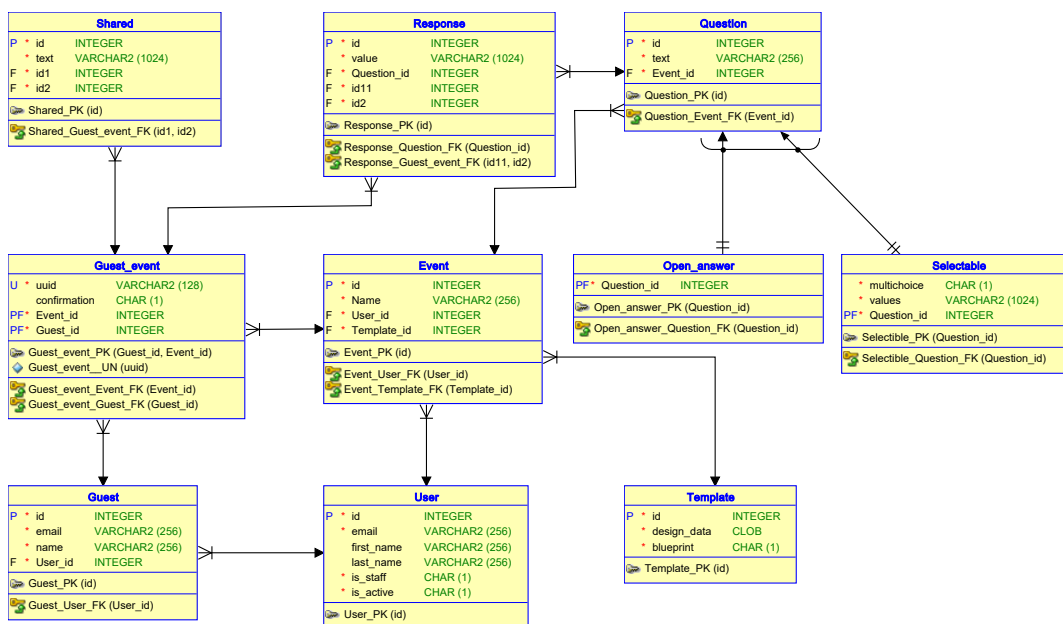 Shared
P * id INTEGER
* text VARCHAR2 (1024)
F * id1 INTEGER
F * id2 INTEGER
Shared_PK (id)
Shared_Guest_event_FK (id1, id2)
Response
P * id INTEGER
* value VARCHAR2 (1024)
F * Question_id INTEGER
F * id11 INTEGER
F * id2 INTEGER
Response_PK (id)
Response_Question_FK (Question_id)
Response_Guest_event_FK (id11, id2)
Question
P * id INTEGER
* text VARCHAR2 (256)
F * Event_id INTEGER
Question_PK (id)
Question_Event_FK (Event_id)
Guest_event
U * uuid VARCHAR2 (128)
confirmation CHAR (1)
PF* Event_id INTEGER
PF* Guest_id INTEGER
Guest_event_PK (Guest_id, Event_id)
Guest_event__UN (uuid)
Guest_event_Event_FK (Event_id)
Guest_event_Guest_FK (Guest_id)
Event
P * id INTEGER
* Name VARCHAR2 (256)
F * User_id INTEGER
F * Template_id INTEGER
Event_PK (id)
Event_User_FK (User_id)
Event_Template_FK (Template_id)
Open_answer
PF* Question_id INTEGER
Open_answer_PK (Question_id)
Open_answer_Question_FK (Question_id)
Selectable
* multichoice CHAR (1)
* values VARCHAR2 (1024)
PF* Question_id INTEGER
Selectible_PK (Question_id)
Selectible_Question_FK (Question_id)
Guest
P * id INTEGER
* email VARCHAR2 (256)
* name VARCHAR2 (256)
F * User_id INTEGER
Guest_PK (id)
Guest_User_FK (User_id)
User
P * id INTEGER
* email VARCHAR2 (256)
first_name VARCHAR2 (256)
last_name VARCHAR2 (256)
* is_staff CHAR (1)
* is_active CHAR (1)
User_PK (id)
Template
P * id INTEGER
* design_data CLOB
* blueprint CHAR (1)
Template_PK (id)